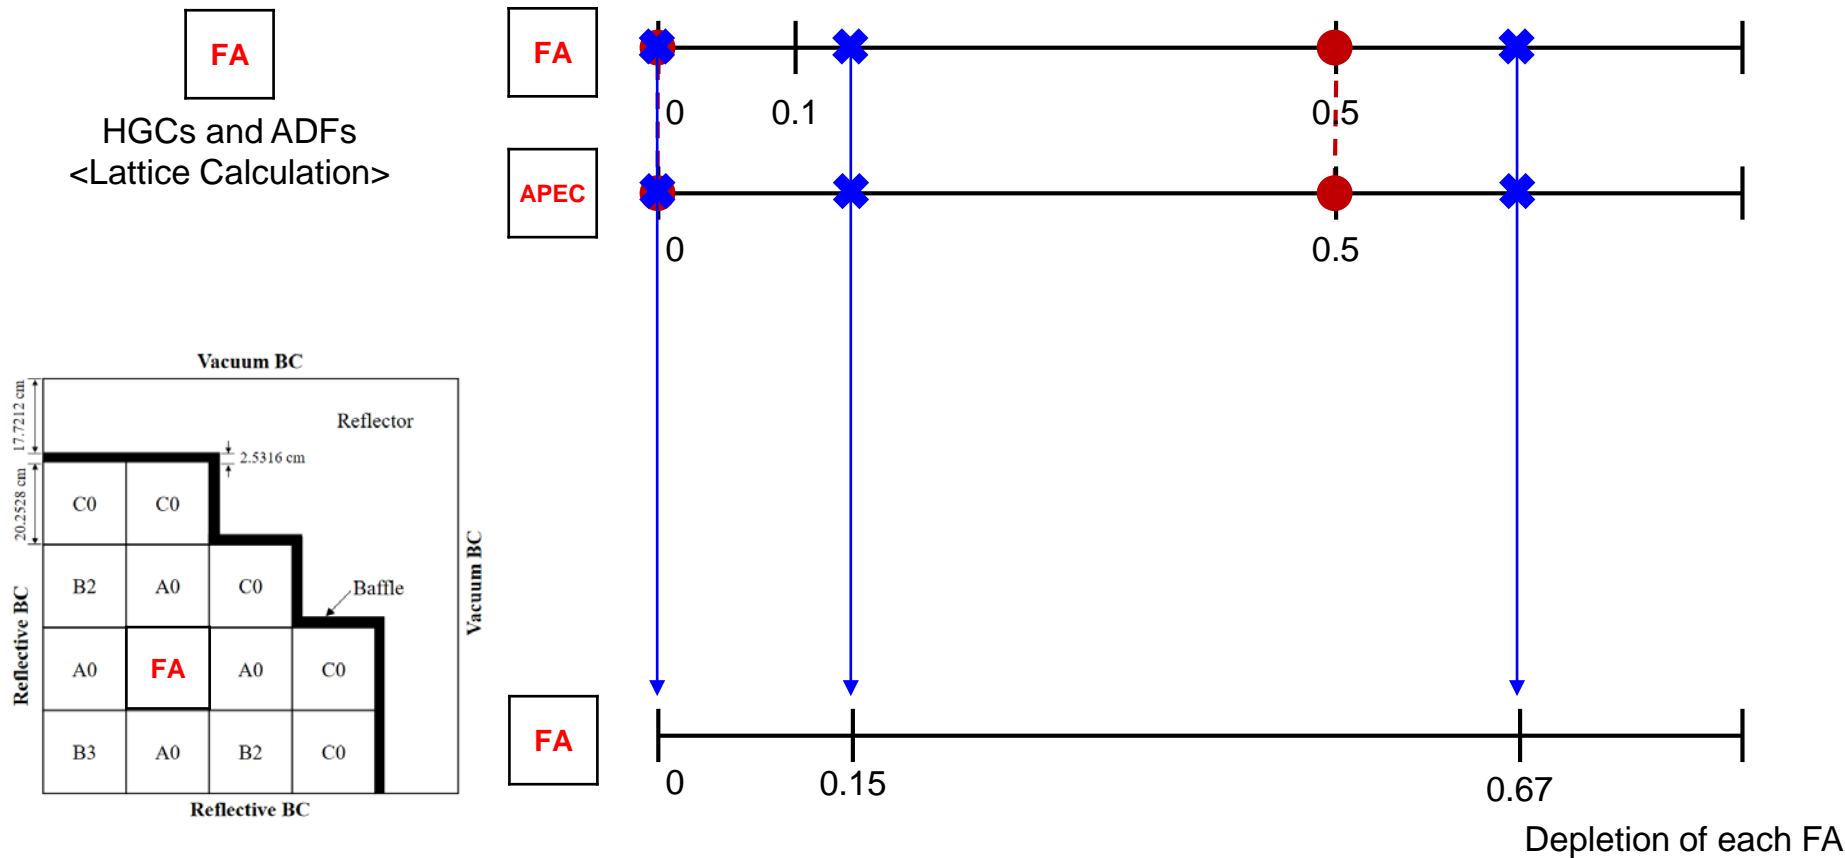 FA
HGCs and ADFs
<Lattice Calculation>
FA
0
0.1
0.5
APEC
0
0.5
Vacuum BC
17.7212 cm
Reflector
2.5316 cm
20.2528 cm
C0 C0
B2 A0 C0
Baffle
Vacuum BC
Reflective BC
A0 FA A0 C0
B3 A0 B2 C0
Reflective BC
FA
0
0.15
0.67
Depletion of each FA